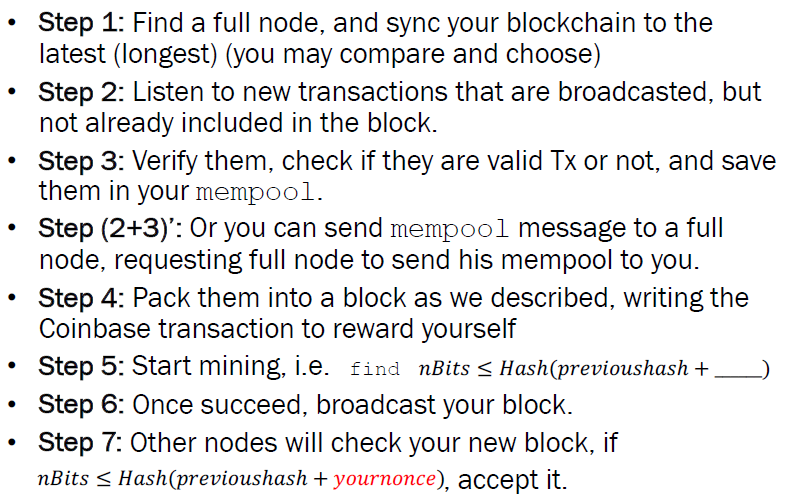 • Step 1: Find a full node, and sync your blockchain to the
latest (longest) (you may compare and choose)
• Step 2: Listen to new transactions that are broadcasted, but
not already included in the block.
• Step 3: Verify them, check if they are valid Tx or not, and save
them in your mempool.
• Step (2+3)’: Or you can send mempool message to a full
node, requesting full node to send his mempool to you.
• Step 4: Pack them into a block as we described, writing the
Coinbase transaction to reward yourself
• Step 5: Start mining, i.e. find nBits ≤ Hash(previoushash + ____)
• Step 6: Once succeed, broadcast your block.
• Step 7: Other nodes will check your new block, if
nBits ≤ Hash(previoushash + yournonce), accept it.